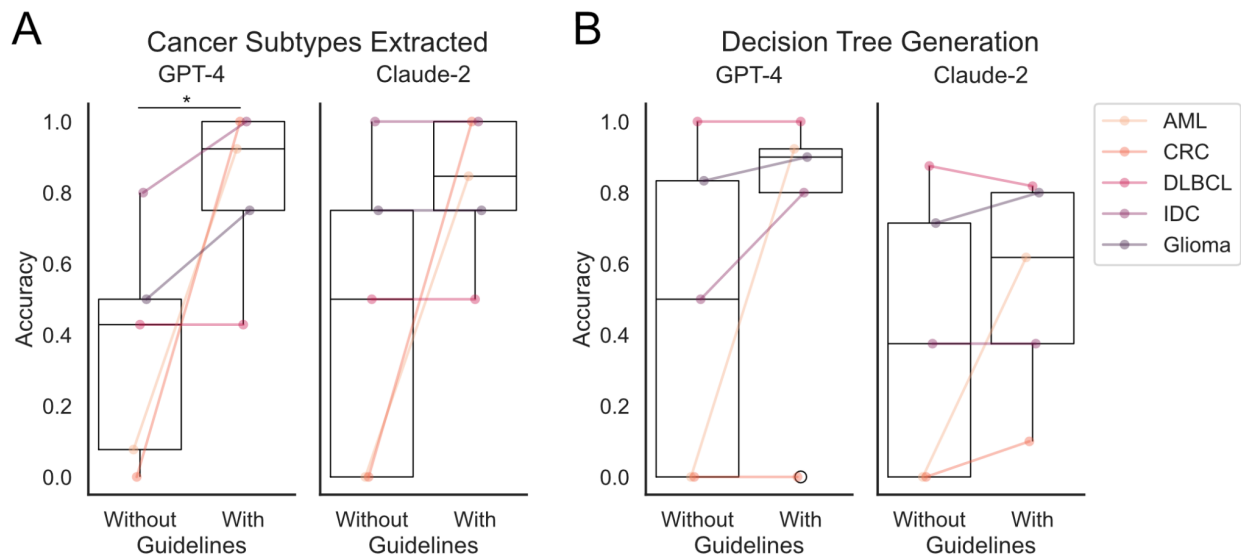 A
Cancer Subtypes Extracted
GPT-4
Claude-2
*
Accuracy
1.0
0.8
0.6
0.4
0.2
0.0
Without
With
Guidelines
Without
With
Guidelines
B
Decision Tree Generation
GPT-4
Claude-2
Accuracy
1.0
0.8
0.6
0.4
0.2
0.0
Without
With
Guidelines
Without
With
Guidelines
AML
CRC
DLBCL
IDC
Glioma